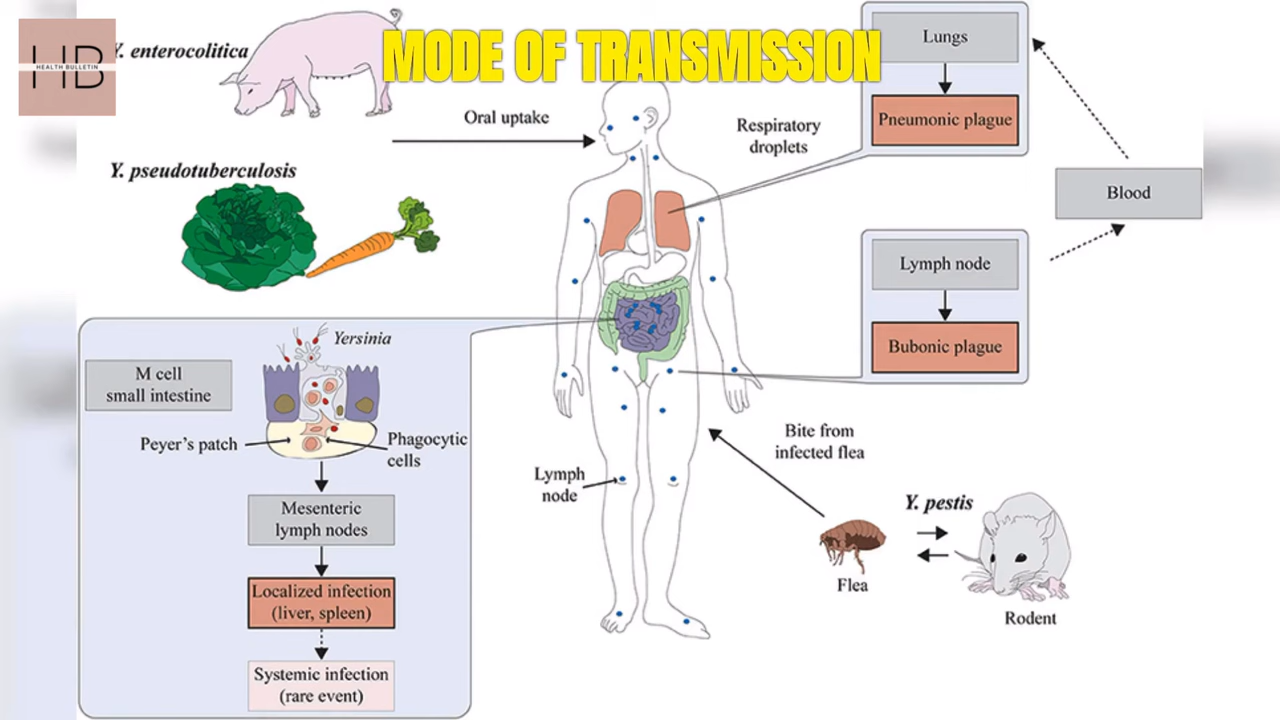 HB
HEALTH BULLETIN
Y. enterocolitica
MODE OF TRANSMISSION
Oral uptake
Y. pseudotuberculosis
Respiratory
droplets
Lungs
Pneumonic plague
Blood
Lymph node
Bubonic plague
Yersinia
M cell
small intestine
Peyer's patch
Phagocytic
cells
Mesenteric
lymph nodes
Localized infection
(liver, spleen)
Systemic infection
(rare event)
Lymph
node
Bite from
infected flea
Y. pestis
Flea
Rodent